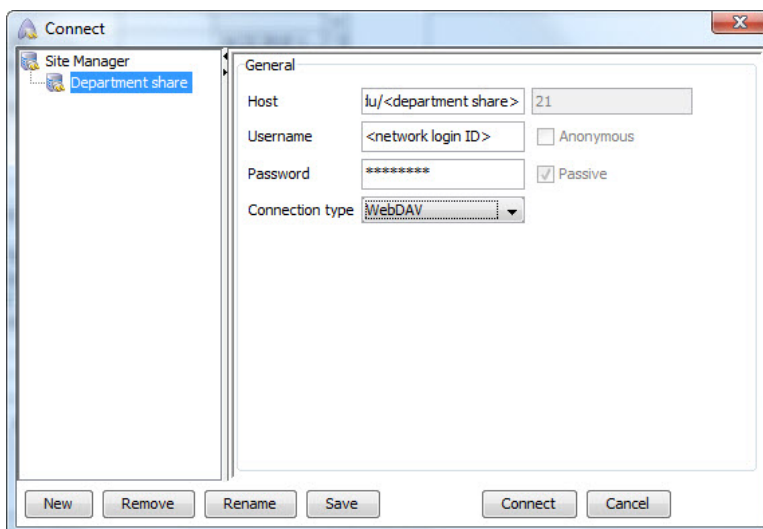 Connect
Site Manager
Department share
General
Host
du/<department share>
21
Username
<network login ID>
Anonymous
Password
********
Passive
Connection type
WebDAV
New
Remove
Rename
Save
Connect
Cancel